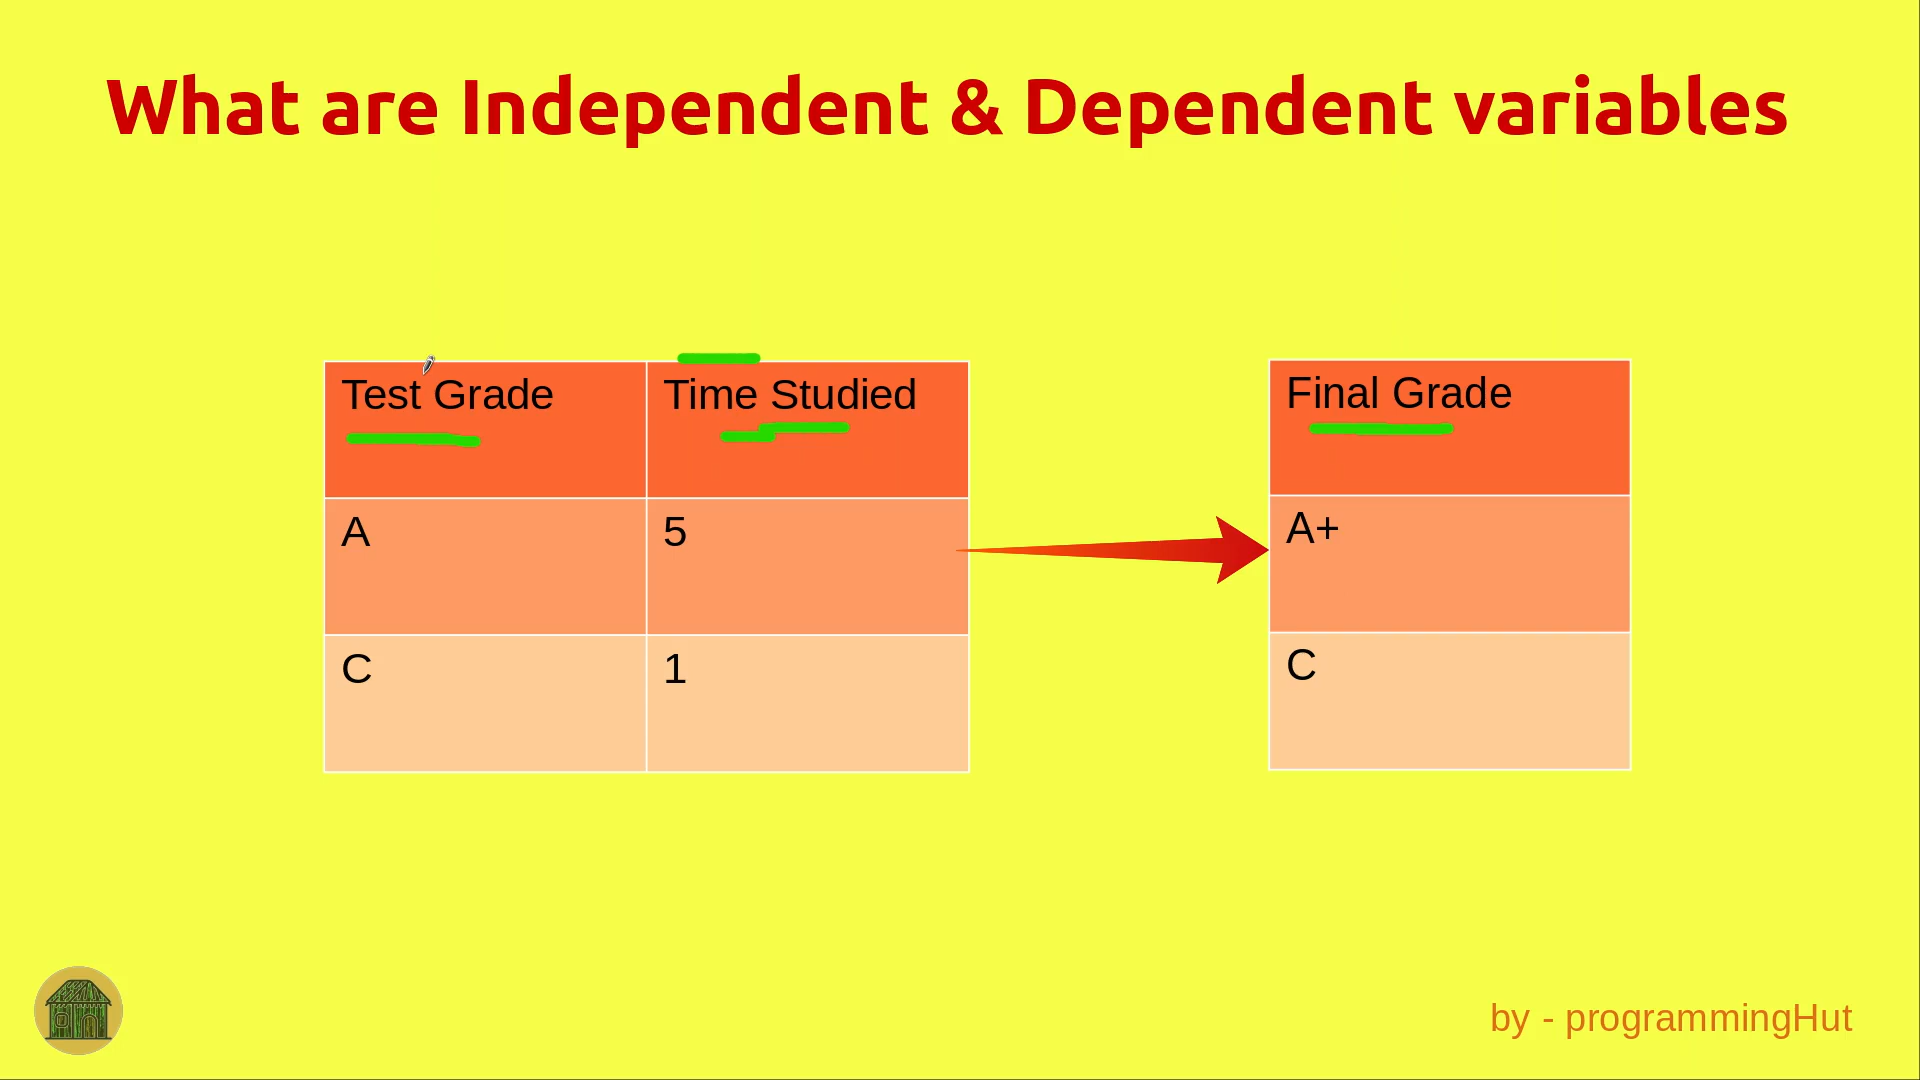 What are Independent & Dependent variables
Test Grade Time Studied Final Grade
A 5 A+
C 1 C
by - programmingHut